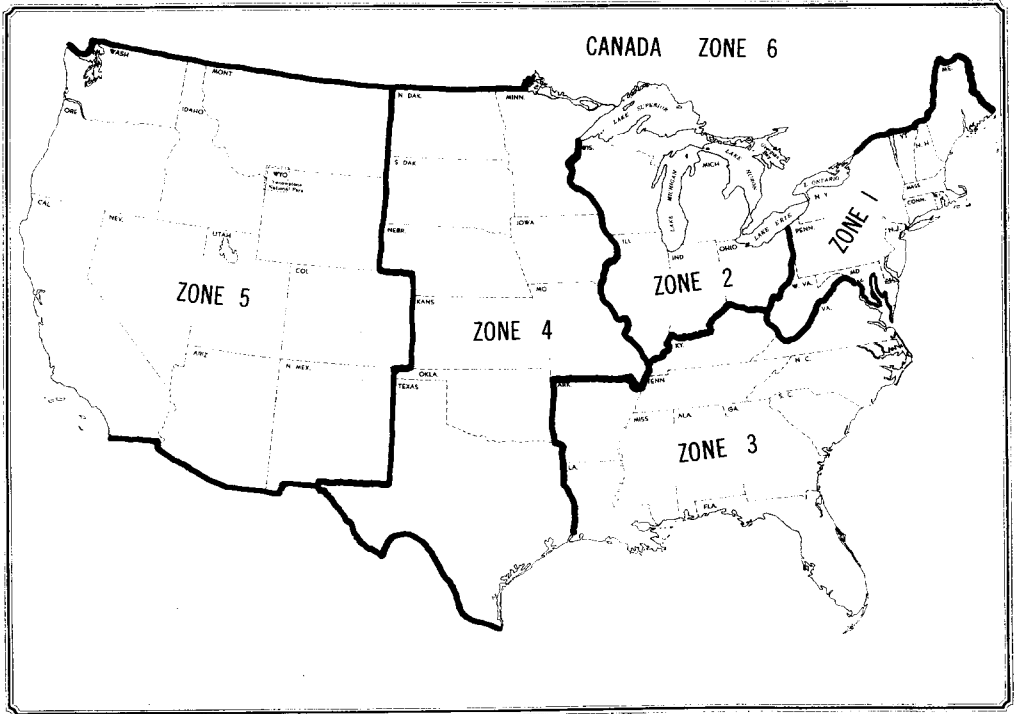 CANADA ZONE 6
WASH
MONT
N DAK
MINN.
ME.
ORE
IDAHO
LAKE SUPERIOR
WIS.
MICH
LAKE HURON
LAKE MICHIGAN
VT.
N.H.
S DAK
WYO
Yellowstone
National Park
L. ONTARIO
MASS
N.Y.
CONN.
CAL
NEV.
UTAH
NEBR.
IOWA
ILL
IND
OHIO
LAKE ERIE
PENN.
N.J.
ZONE 1
COL
ZONE 5
ZONE 2
KANS
MO
W. VA.
MD
VA.
ZONE 4
KY.
ARIZ
N MEX.
OKLA.
TEXAS
ARK.
TENN
N C.
S. C.
MISS
ALA.
GA
ZONE 3
LA.
FLA.